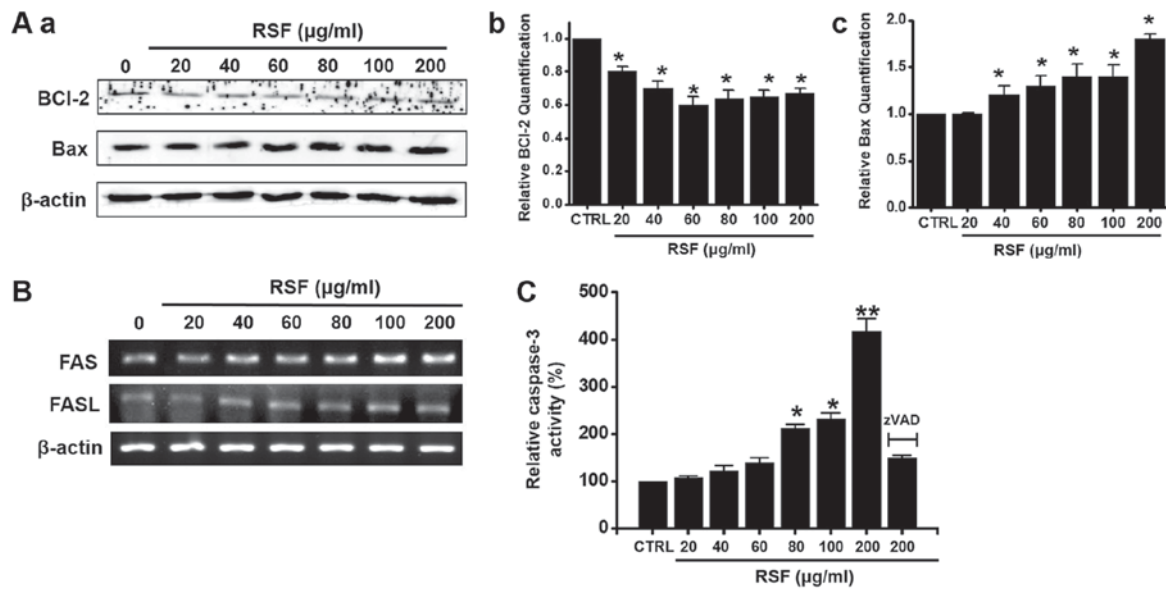 A a
RSF (µg/ml)
0 20 40 60 80 100 200
BCl-2
Bax
β-actin
b
Relative BCl-2 Quantification
1.0
0.8
0.6
0.4
0.2
0.0
* * * * * *
CTRL 20 40 60 80 100 200
RSF (µg/ml)
c
Relative Bax Quantification
2.0
1.5
1.0
0.5
0.0
* * * * *
CTRL 20 40 60 80 100 200
RSF (µg/ml)
B
RSF (µg/ml)
0 20 40 60 80 100 200
FAS
FASL
β-actin
C
Relative caspase-3
activity (%)
500
400
300
200
100
0
* * **
zVAD
CTRL 20 40 60 80 100 200 200
RSF (µg/ml)